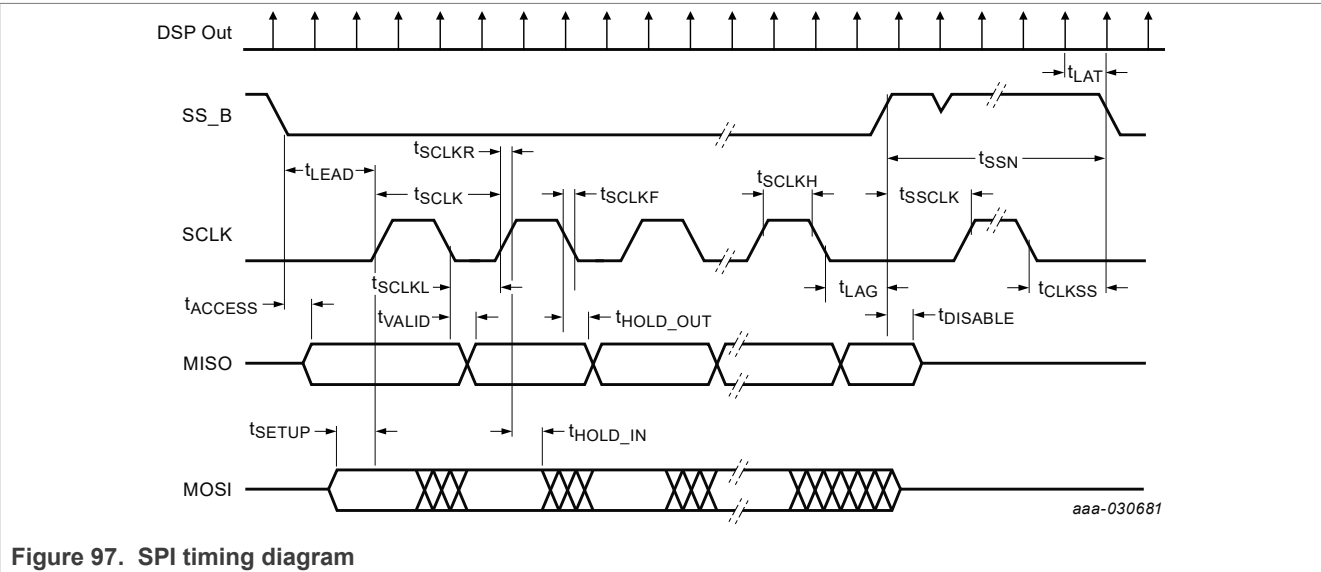 DSP Out
tLAT
SS_B
tSCLKR
tLEAD
tSSN
tSCLK
tSCLKF
tSCLKH
tSSCLK
SCLK
tSCLKL
tLAG
tCLKSS
tACCESS
tVALID
tHOLD_OUT
tDISABLE
MISO
tSETUP
tHOLD_IN
MOSI
aaa-030681
Figure 97. SPI timing diagram